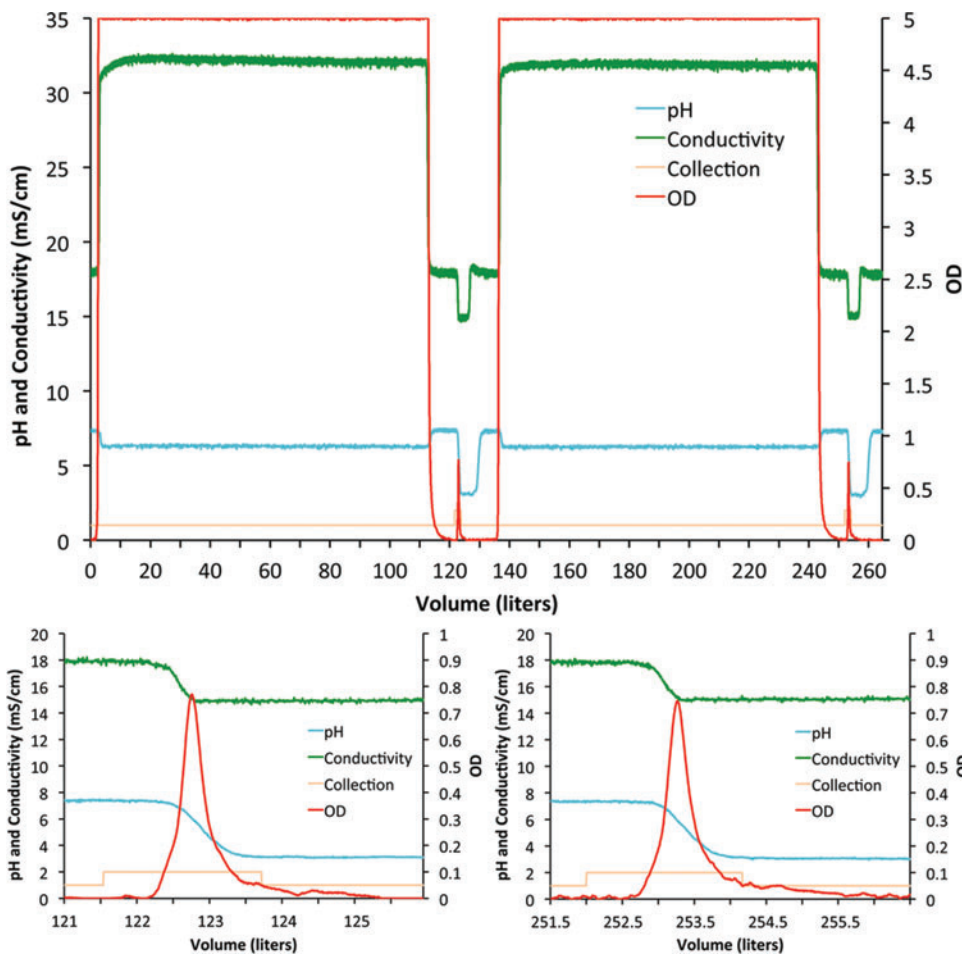 35
30
25
20
15
10
5
0
pH and Conductivity (mS/cm)
5
4.5
4
3.5
3
2.5
2
1.5
1
0.5
0
OD
pH
Conductivity
Collection
OD
0 20 40 60 80 100 120 140 160 180 200 220 240 260
Volume (liters)
20
18
16
14
12
10
8
6
4
2
0
pH and Conductivity (mS/cm)
1
0.9
0.8
0.7
0.6
0.5
0.4
0.3
0.2
0.1
0
OD
pH
Conductivity
Collection
OD
121 122 123 124 125
Volume (liters)
20
18
16
14
12
10
8
6
4
2
0
pH and Conductivity (mS/cm)
1
0.9
0.8
0.7
0.6
0.5
0.4
0.3
0.2
0.1
0
OD
pH
Conductivity
Collection
OD
251.5 252.5 253.5 254.5 255.5
Volume (liters)